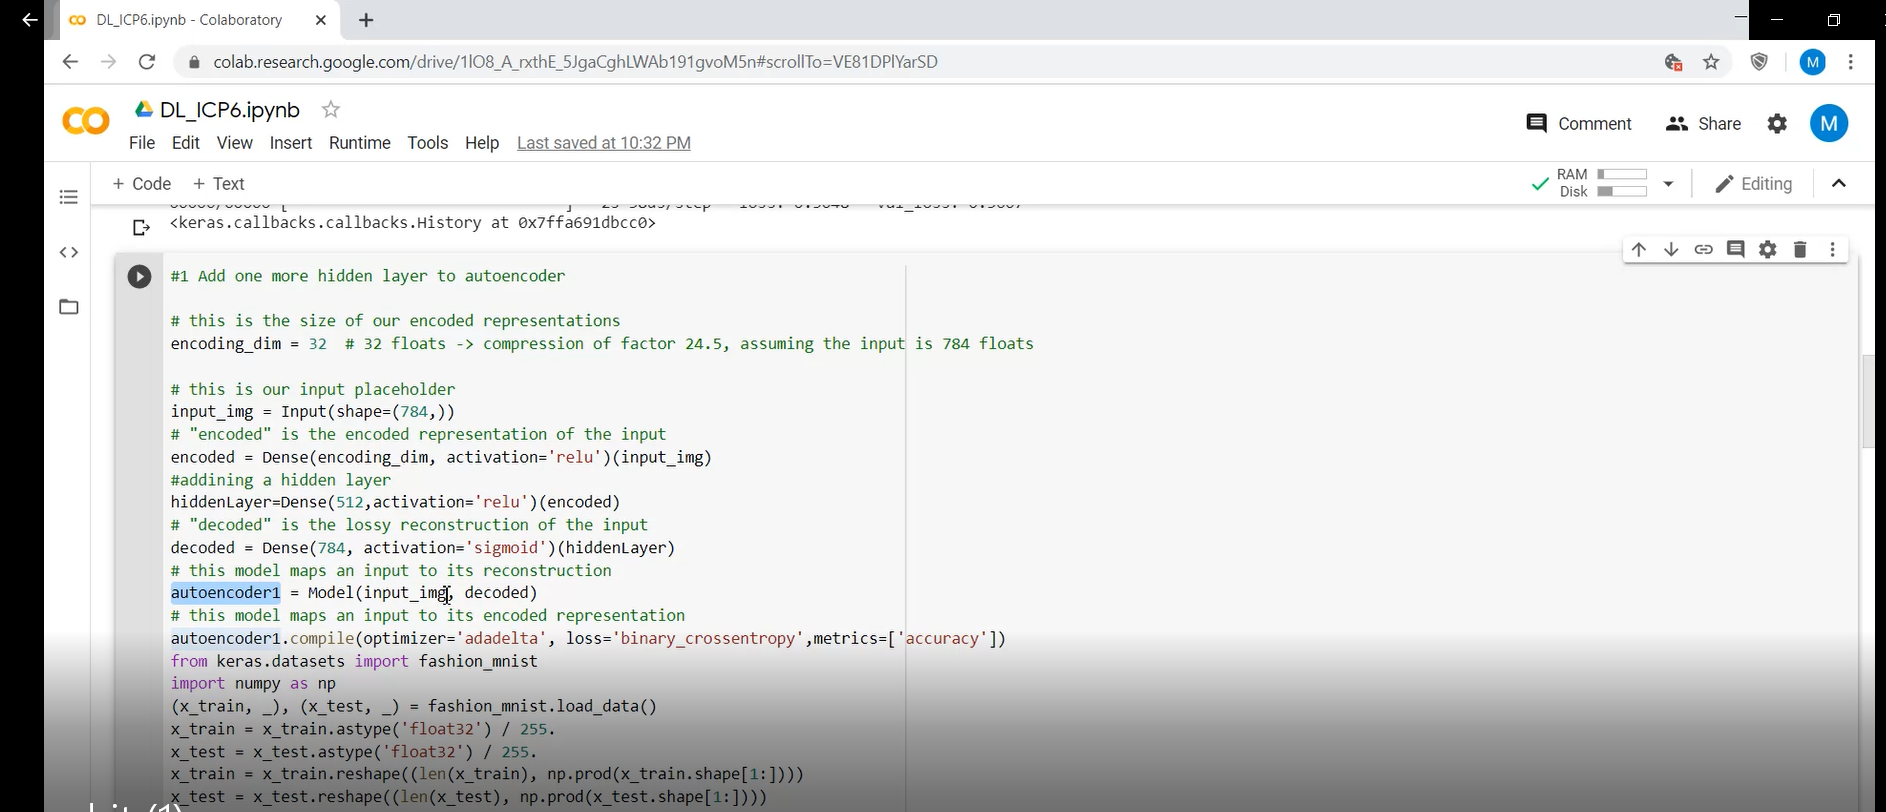 DL_ICP6.ipynb - Colaboratory
colab.research.google.com/drive/1lO8_A_rxthE_5JgaCghLWAb191gvoM5n#scrollTo=VE81DPlYarSD
M
DL_ICP6.ipynb
Comment
Share
M
File Edit View Insert Runtime Tools Help Last saved at 10:32 PM
+ Code + Text
RAM
Disk
Editing
<keras.callbacks.callbacks.History at 0x7ffa691dbcc0>
#1 Add one more hidden layer to autoencoder
# this is the size of our encoded representations
encoding_dim = 32  # 32 floats -> compression of factor 24.5, assuming the input is 784 floats
# this is our input placeholder
input_img = Input(shape=(784,))
# "encoded" is the encoded representation of the input
encoded = Dense(encoding_dim, activation='relu')(input_img)
#addining a hidden layer
hiddenLayer=Dense(512,activation='relu')(encoded)
# "decoded" is the lossy reconstruction of the input
decoded = Dense(784, activation='sigmoid')(hiddenLayer)
# this model maps an input to its reconstruction
autoencoder1 = Model(input_img, decoded)
# this model maps an input to its encoded representation
autoencoder1.compile(optimizer='adadelta', loss='binary_crossentropy',metrics=['accuracy'])
from keras.datasets import fashion_mnist
import numpy as np
(x_train, _), (x_test, _) = fashion_mnist.load_data()
x_train = x_train.astype('float32') / 255.
x_test = x_test.astype('float32') / 255.
x_train = x_train.reshape((len(x_train), np.prod(x_train.shape[1:])))
x_test = x_test.reshape((len(x_test), np.prod(x_test.shape[1:])))